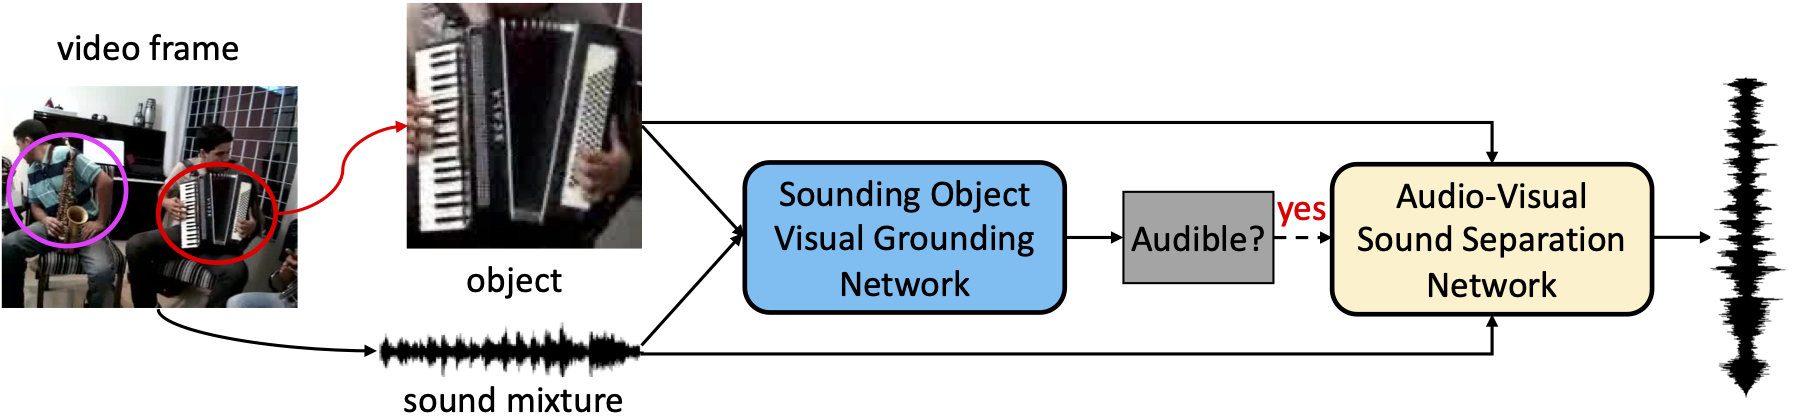 video frame
object
sound mixture
Sounding Object
Visual Grounding
Network
Audible?
yes
Audio-Visual
Sound Separation
Network